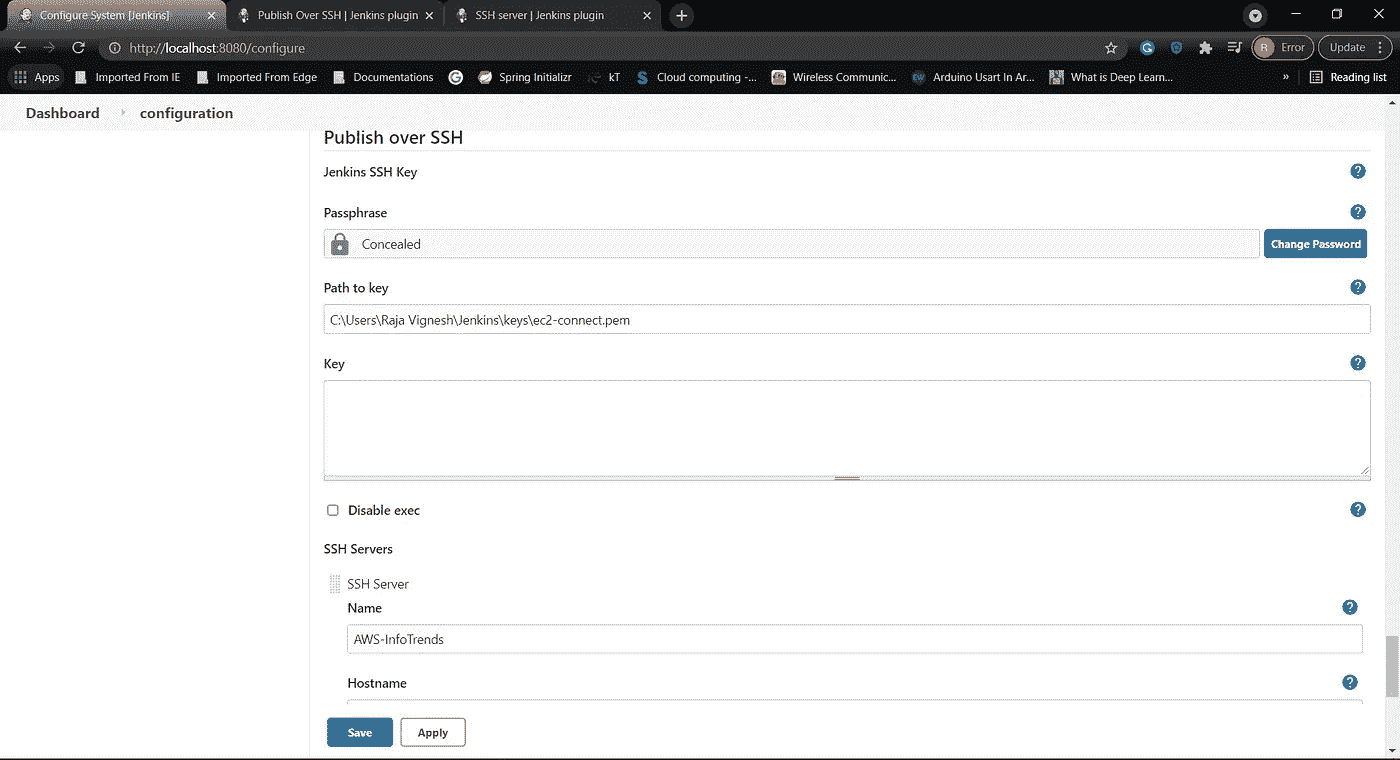 Configure System [Jenkins]
Publish Over SSH | Jenkins plugin
SSH server | Jenkins plugin
http://localhost:8080/configure
R Error
Update
Apps
Imported From IE
Imported From Edge
Documentations
Spring Initializr
kT
Cloud computing -...
Wireless Communic...
Arduino Usart In Ar...
What is Deep Learn...
»
Reading list
Dashboard
configuration
Publish over SSH
Jenkins SSH Key
Passphrase
Concealed
Change Password
Path to key
C:\Users\Raja Vignesh\Jenkins\keys\ec2-connect.pem
Key
Disable exec
SSH Servers
SSH Server
Name
AWS-InfoTrends
Hostname
Save
Apply